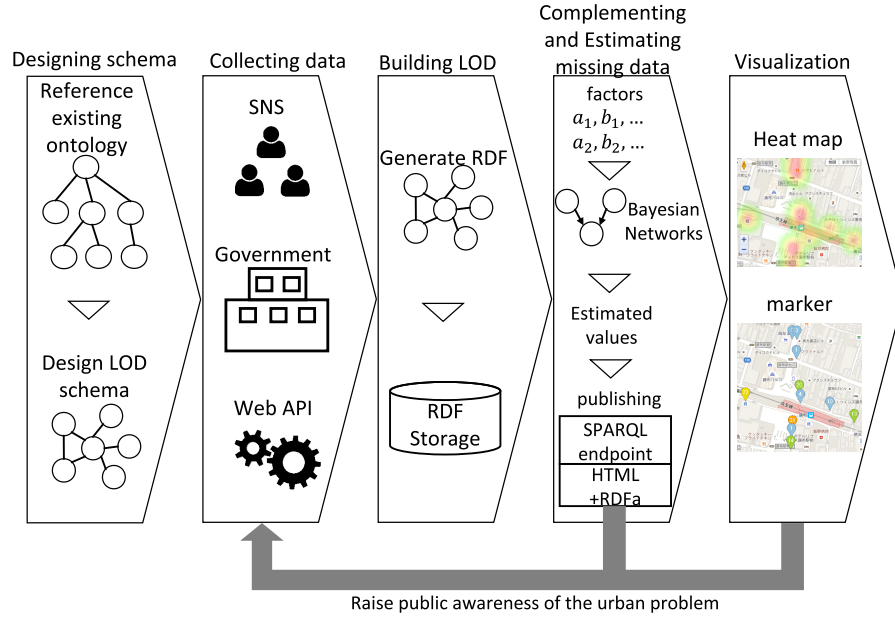 Designing schema
Reference
existing
ontology
Design LOD
schema
Collecting data
SNS
Government
Web API
Building LOD
Generate RDF
RDF
Storage
Complementing
and Estimating
missing data
factors
a₁, b₁, …
a₂, b₂, …
Bayesian
Networks
Estimated
values
publishing
SPARQL
endpoint
HTML
+RDFa
Visualization
Heat map
marker
Raise public awareness of the urban problem